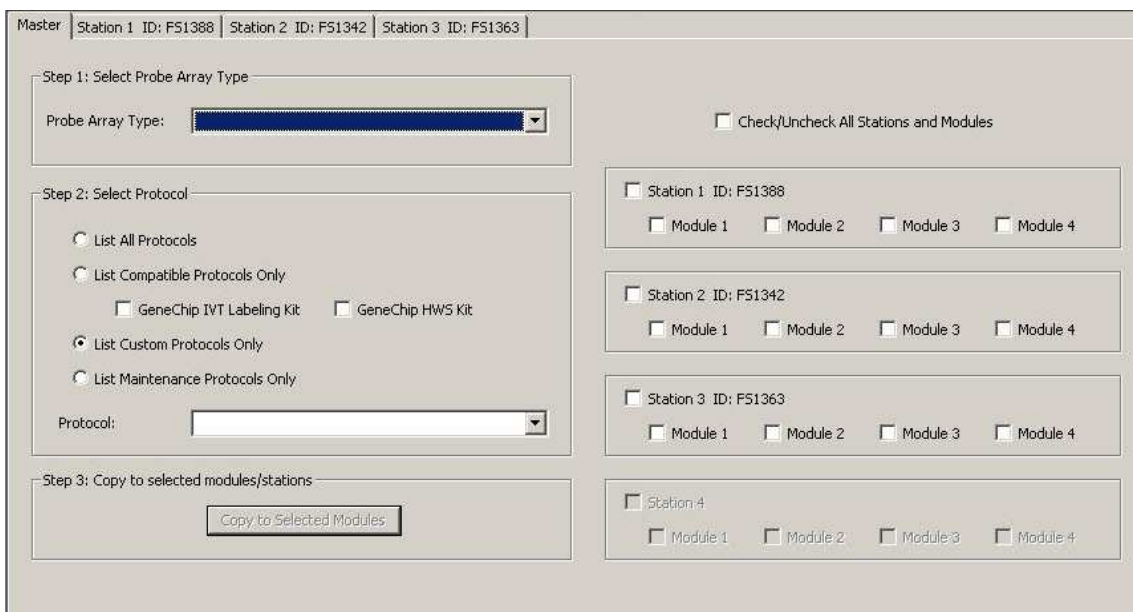 Master Station 1 ID: FS1388 Station 2 ID: FS1342 Station 3 ID: FS1363
Step 1: Select Probe Array Type
Probe Array Type:
Step 2: Select Protocol
List All Protocols
List Compatible Protocols Only
GeneChip IVT Labeling Kit GeneChip HWS Kit
List Custom Protocols Only
List Maintenance Protocols Only
Protocol:
Step 3: Copy to selected modules/stations
Copy to Selected Modules
Check/Uncheck All Stations and Modules
Station 1 ID: FS1388
Module 1 Module 2 Module 3 Module 4
Station 2 ID: FS1342
Module 1 Module 2 Module 3 Module 4
Station 3 ID: FS1363
Module 1 Module 2 Module 3 Module 4
Station 4
Module 1 Module 2 Module 3 Module 4